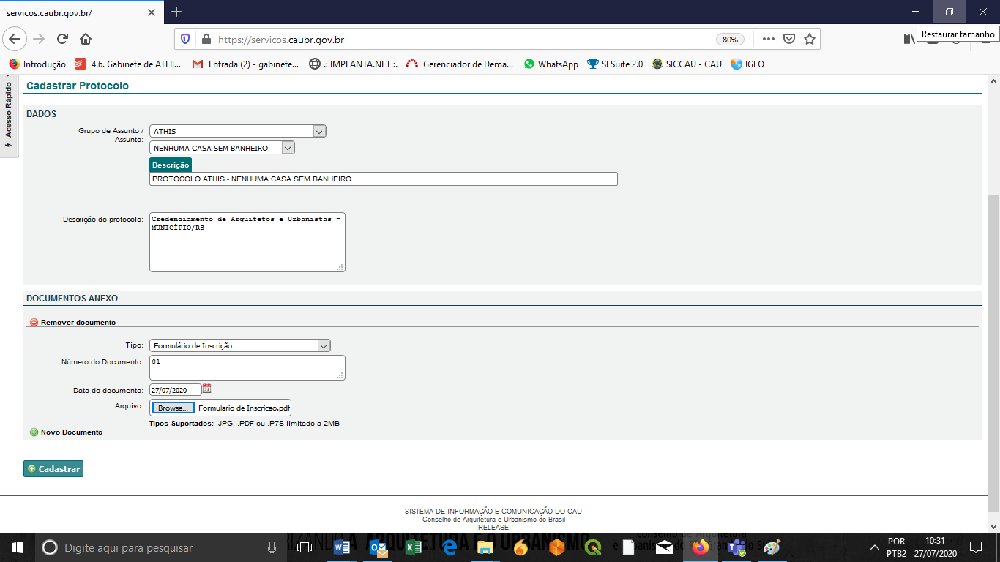 servicos.caubr.gov.br/
https://servicos.caubr.gov.br
80%
Restaurar tamanho
Introdução
4.6. Gabinete de ATHI...
Entrada (2) - gabinete...
.: IMPLANTA.NET :.
Gerenciador de Dema...
WhatsApp
SESuite 2.0
SICCAU - CAU
IGEO
Acesso Rápido
Cadastrar Protocolo
DADOS
Grupo de Assunto /
Assunto:
ATHIS
NENHUMA CASA SEM BANHEIRO
Descrição
PROTOCOLO ATHIS - NENHUMA CASA SEM BANHEIRO
Descrição do protocolo:
Credenciamento de Arquitetos e Urbanistas -
MUNICÍPIO/RS
DOCUMENTOS ANEXO
Remover documento
Tipo: Formulário de Inscrição
Número do Documento: 01
Data do documento: 27/07/2020
Arquivo: Browse... Formulario de Inscricao.pdf
Tipos Suportados: .JPG, .PDF ou .P7S limitado a 2MB
Novo Documento
Cadastrar
SISTEMA DE INFORMAÇÃO E COMUNICAÇÃO DO CAU
Conselho de Arquitetura e Urbanismo do Brasil
{RELEASE}
Digite aqui para pesquisar
POR
PTB2
10:31
27/07/2020